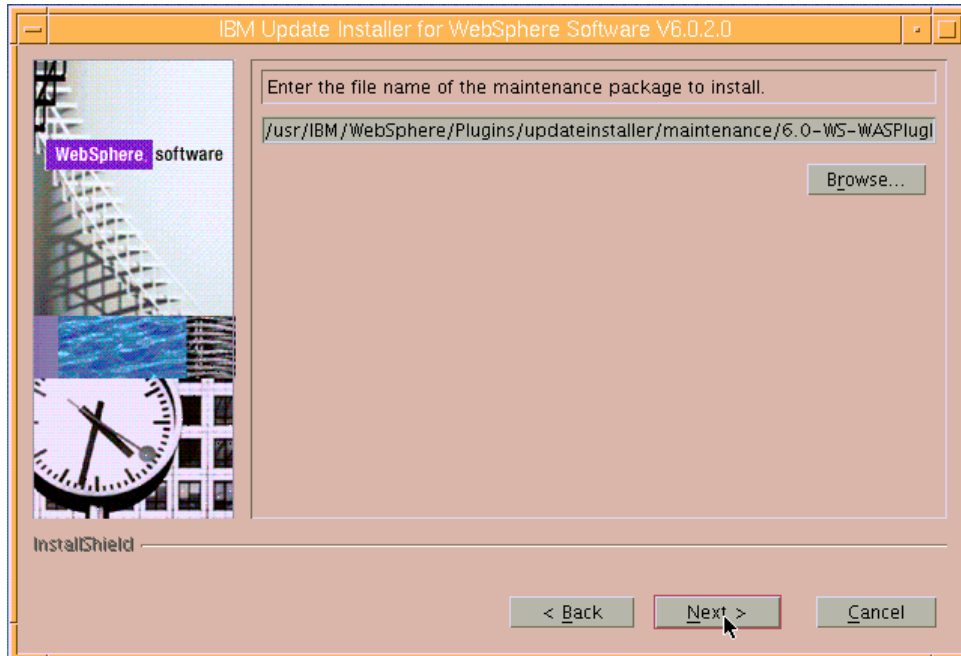 IBM Update Installer for WebSphere Software V6.0.2.0
Enter the file name of the maintenance package to install.
/usr/IBM/WebSphere/Plugins/updateinstaller/maintenance/6.0-WS-WASPlugI
WebSphere. software
Browse...
InstallShield
< Back
Next >
Cancel